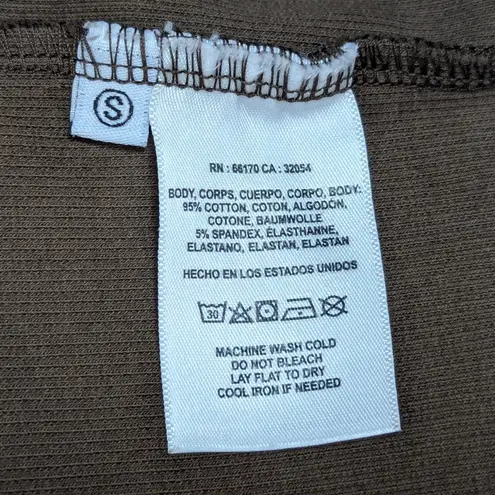 S
RN : 66170 CA : 32054
BODY, CORPS, CUERPO, CORPO, BODY:
95% COTTON, COTON, ALGODÓN,
COTONE, BAUMWOLLE
5% SPANDEX, ÉLASTHANNE,
ELASTANO, ELASTAN, ELASTAN
HECHO EN LOS ESTADOS UNIDOS
30
MACHINE WASH COLD
DO NOT BLEACH
LAY FLAT TO DRY
COOL IRON IF NEEDED